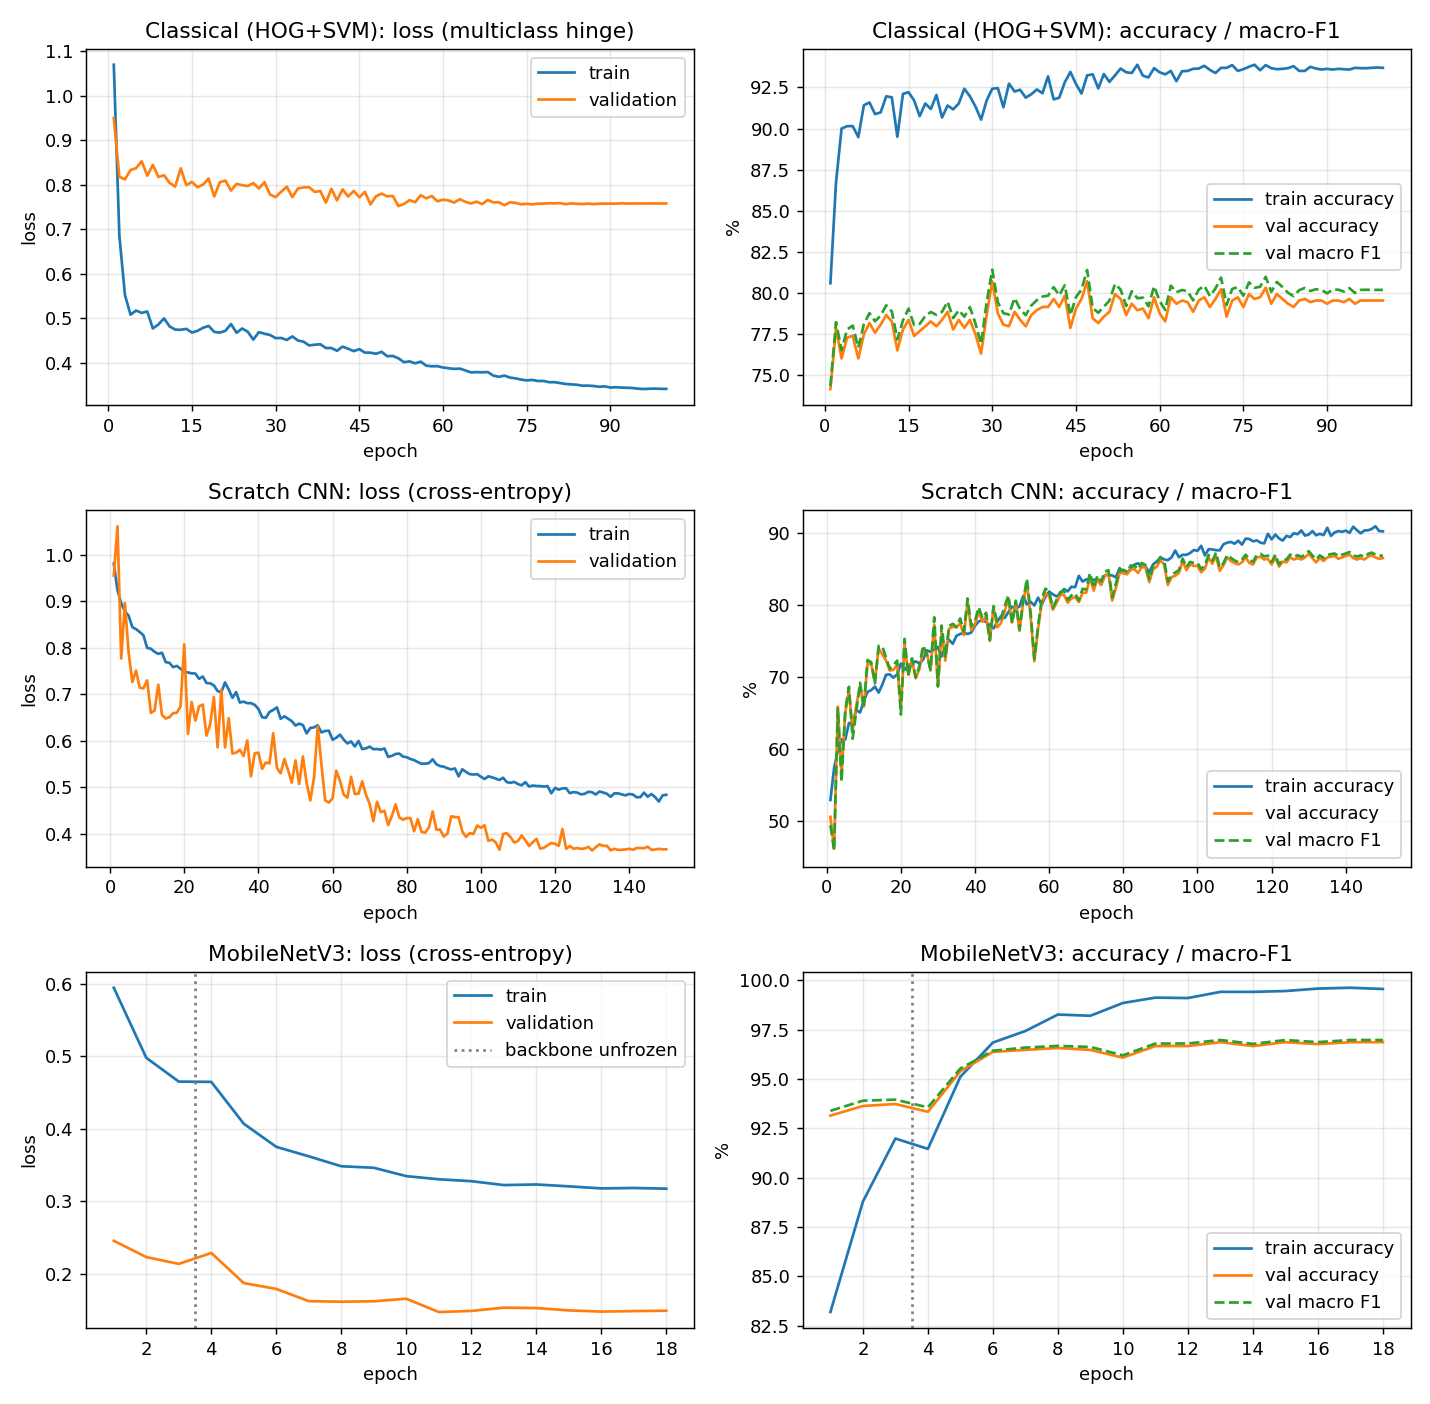 Classical (HOG+SVM): loss (multiclass hinge)
1.1
1.0
0.9
0.8
0.7
0.6
0.5
0.4
loss
train
validation
0 15 30 45 60 75 90
epoch
Classical (HOG+SVM): accuracy / macro-F1
92.5
90.0
87.5
85.0
82.5
80.0
77.5
75.0
%
train accuracy
val accuracy
val macro F1
0 15 30 45 60 75 90
epoch
Scratch CNN: loss (cross-entropy)
1.0
0.9
0.8
0.7
0.6
0.5
0.4
loss
train
validation
0 20 40 60 80 100 120 140
epoch
Scratch CNN: accuracy / macro-F1
90
80
70
60
50
%
train accuracy
val accuracy
val macro F1
0 20 40 60 80 100 120 140
epoch
MobileNetV3: loss (cross-entropy)
0.6
0.5
0.4
0.3
0.2
loss
train
validation
backbone unfrozen
2 4 6 8 10 12 14 16 18
epoch
MobileNetV3: accuracy / macro-F1
100.0
97.5
95.0
92.5
90.0
87.5
85.0
82.5
%
train accuracy
val accuracy
val macro F1
2 4 6 8 10 12 14 16 18
epoch